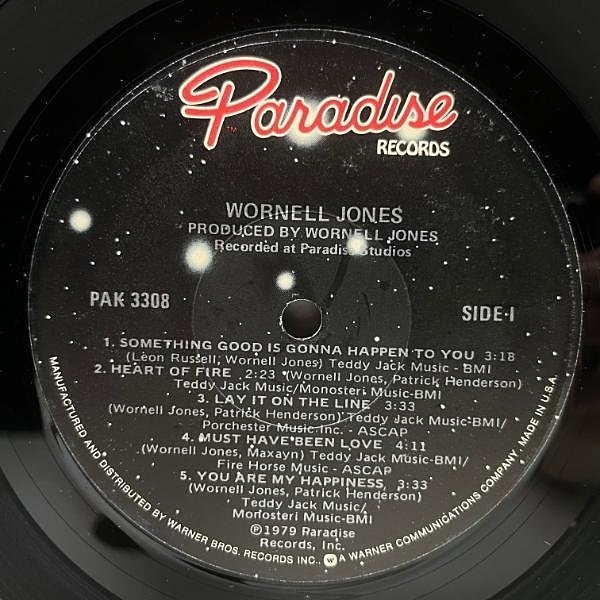 Paradise
TM
RECORDS
WORNELL JONES
PRODUCED BY WORNELL JONES
Recorded at Paradise Studios
PAK 3308
SIDE-1
1. SOMETHING GOOD IS GONNA HAPPEN TO YOU 3:18
(Leon Russell, Wornell Jones) Teddy Jack Music - BMI
2. HEART OF FIRE 2:23 (Wornell Jones, Patrick Henderson)
Teddy Jack Music/Monosteri Music-BMI
3. LAY IT ON THE LINE 3:33
(Wornell Jones, Patrick Henderson) Teddy Jack Music-BMI/
Porchester Music Inc. - ASCAP
4. MUST HAVE BEEN LOVE 4:11
(Wornell Jones, Maxayn) Teddy Jack Music-BMI/
Fire Horse Music - ASCAP
5. YOU ARE MY HAPPINESS 3:33
(Wornell Jones, Patrick Henderson)
Teddy Jack Music/
Monosteri Music-BMI
℗1979 Paradise
Records, Inc.
MANUFACTURED AND DISTRIBUTED BY WARNER BROS. RECORDS INC., W A WARNER COMMUNICATIONS COMPANY. MADE IN U.S.A.